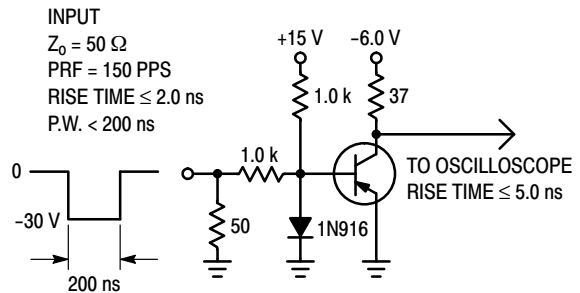 INPUT
Z₀ = 50 Ω
PRF = 150 PPS
RISE TIME ≤ 2.0 ns
P.W. < 200 ns
+15 V
−6.0 V
1.0 k
37
1.0 k
TO OSCILLOSCOPE
RISE TIME ≤ 5.0 ns
0
−30 V
50
1N916
200 ns